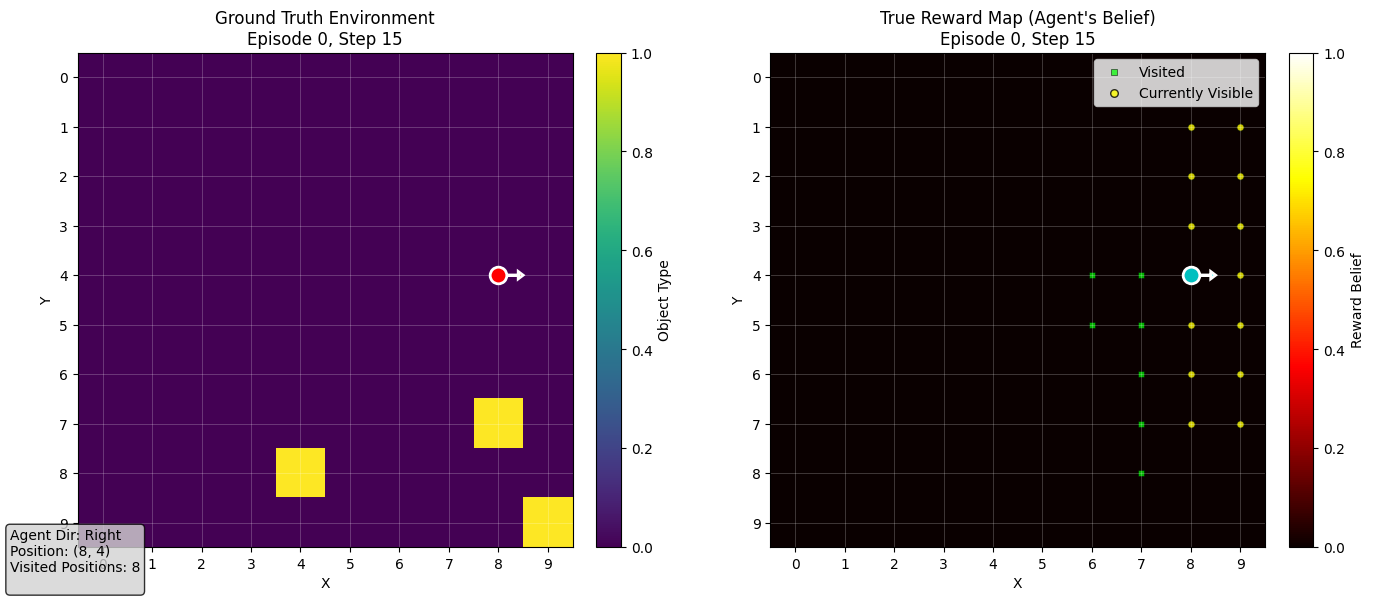 Ground Truth Environment
Episode 0, Step 15
0
1
2
3
4
5
6
7
8
9
Y
0 1 2 3 4 5 6 7 8 9
X
1.0
0.8
0.6
0.4
0.2
0.0
Object Type
Agent Dir: Right
Position: (8, 4)
Visited Positions: 8
True Reward Map (Agent's Belief)
Episode 0, Step 15
Visited
Currently Visible
0
1
2
3
4
5
6
7
8
9
Y
0 1 2 3 4 5 6 7 8 9
X
1.0
0.8
0.6
0.4
0.2
0.0
Reward Belief